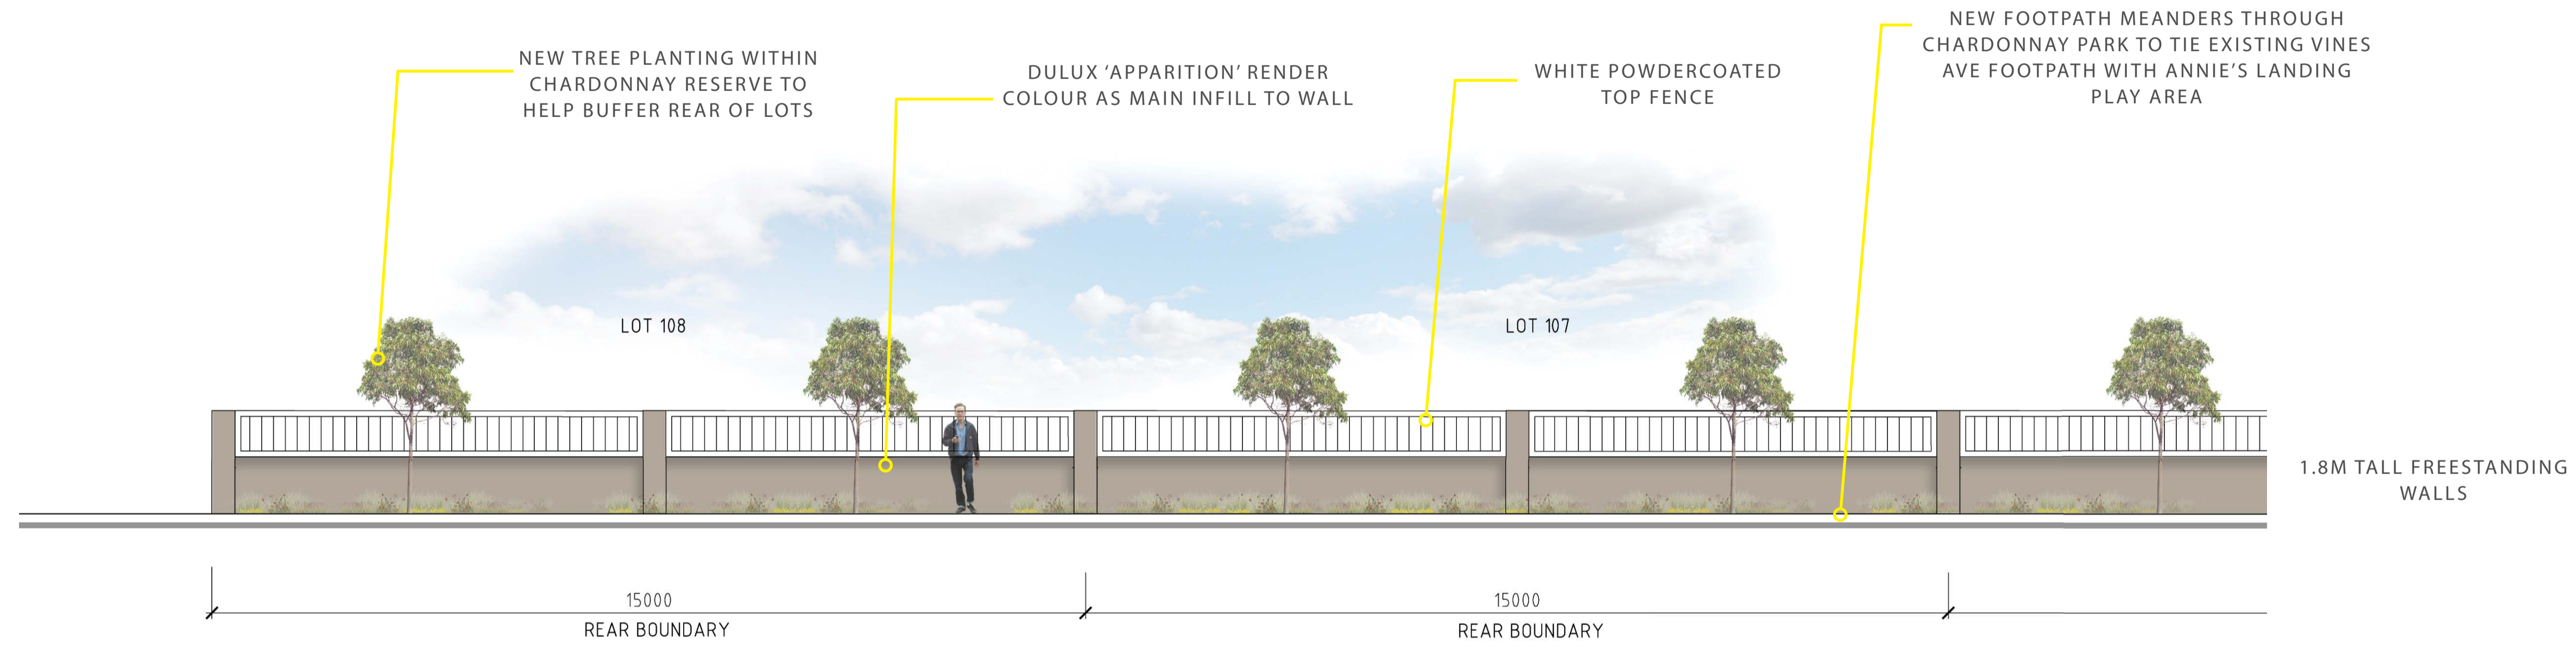 NEW TREE PLANTING WITHIN
CHARDONNAY RESERVE TO
HELP BUFFER REAR OF LOTS
DULUX ‘APPARITION’ RENDER
COLOUR AS MAIN INFILL TO WALL
WHITE POWDERCOATED
TOP FENCE
NEW FOOTPATH MEANDERS THROUGH
CHARDONNAY PARK TO TIE EXISTING VINES
AVE FOOTPATH WITH ANNIE’S LANDING
PLAY AREA
LOT 108
LOT 107
1.8M TALL FREESTANDING
WALLS
15000
REAR BOUNDARY
15000
REAR BOUNDARY